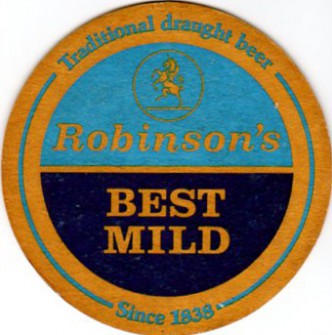 Traditional draught beer
Robinson's
BEST
MILD
Since 1838